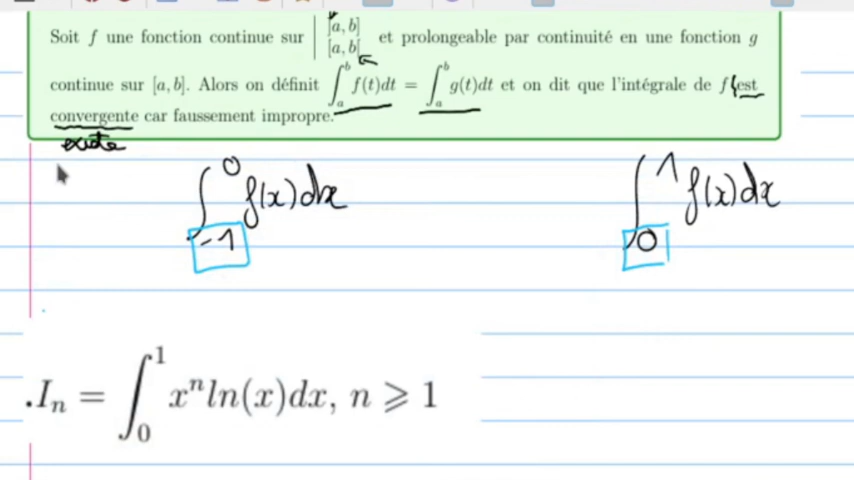 Soit f une fonction continue sur | ]a, b] [a, b[ et prolongeable par continuité en une fonction g
continue sur [a, b]. Alors on définit ∫_a^b f(t)dt = ∫_a^b g(t)dt et on dit que l'intégrale de f est
convergente car faussement impropre.
existe
∫_{-1}^0 f(x)dx
∫_0^1 f(x)dx
.I_n = ∫_0^1 x^n ln(x)dx, n ⩾ 1